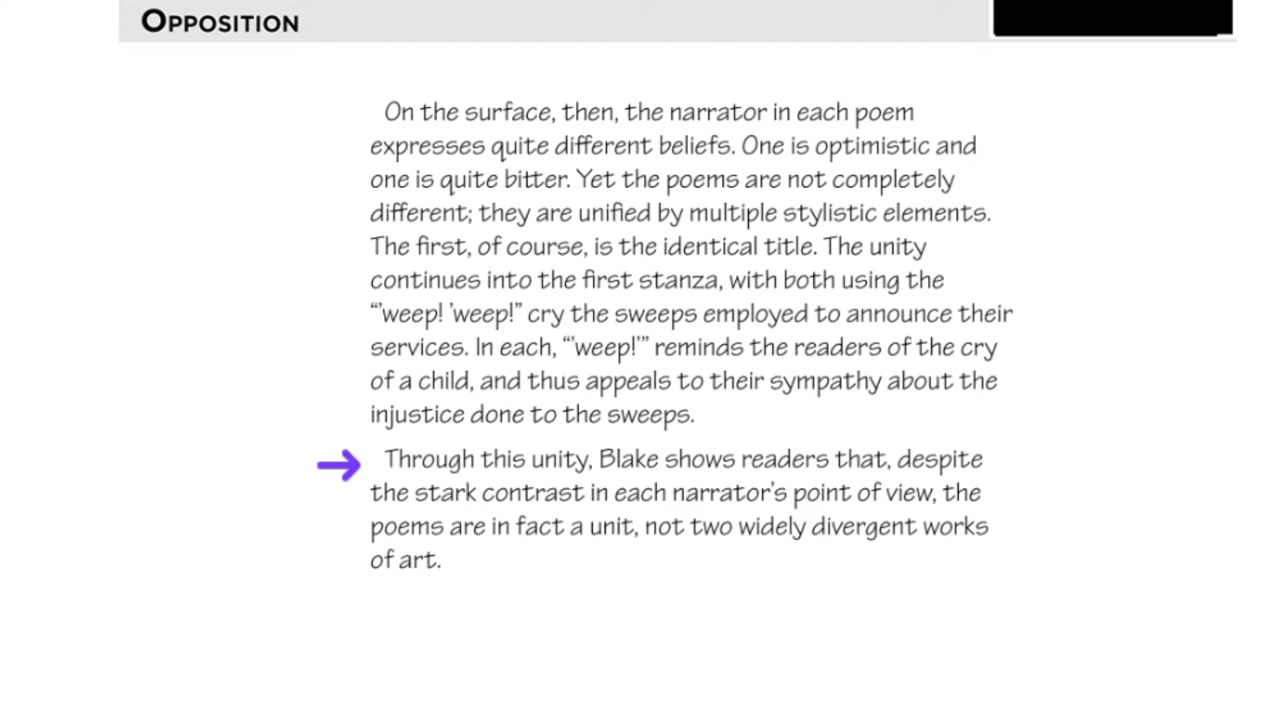 OPPOSITION
On the surface, then, the narrator in each poem
expresses quite different beliefs. One is optimistic and
one is quite bitter. Yet the poems are not completely
different; they are unified by multiple stylistic elements.
The first, of course, is the identical title. The unity
continues into the first stanza, with both using the
“’weep! ’weep!” cry the sweeps employed to announce their
services. In each, “’weep!’” reminds the readers of the cry
of a child, and thus appeals to their sympathy about the
injustice done to the sweeps.
Through this unity, Blake shows readers that, despite
the stark contrast in each narrator’s point of view, the
poems are in fact a unit, not two widely divergent works
of art.